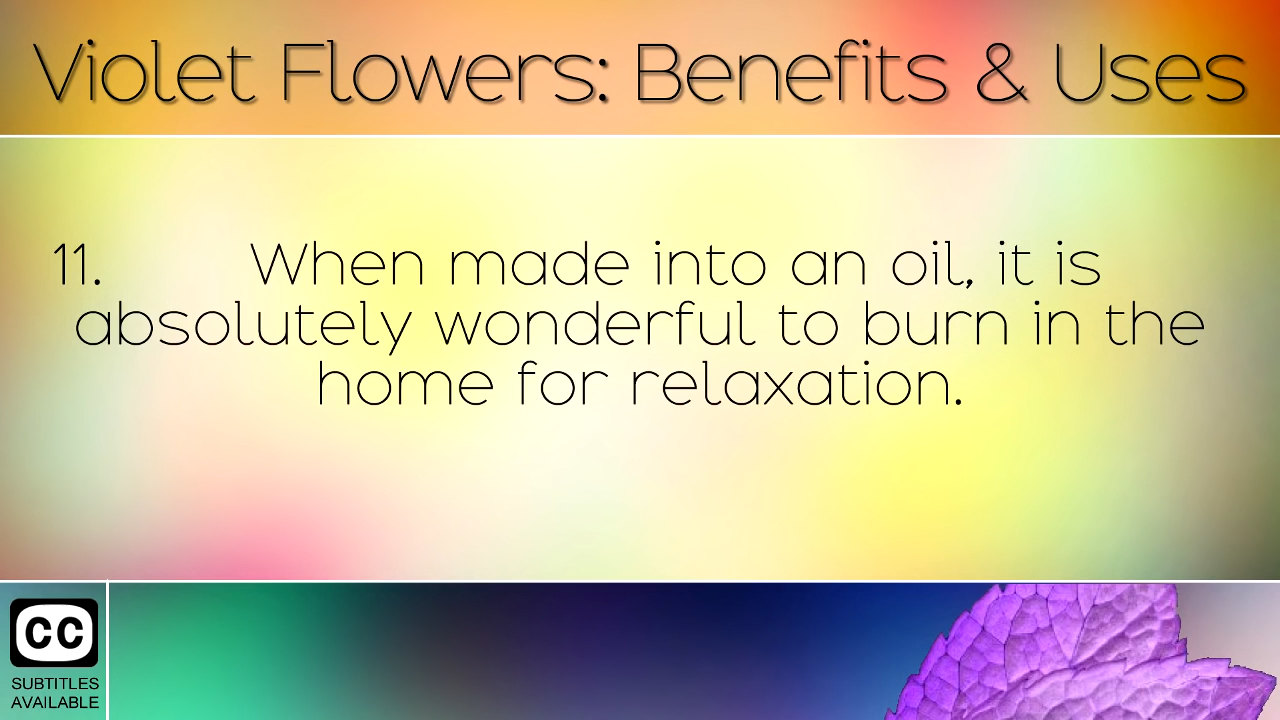 Violet Flowers: Benefits & Uses
11. When made into an oil, it is
absolutely wonderful to burn in the
home for relaxation.
CC
SUBTITLES
AVAILABLE